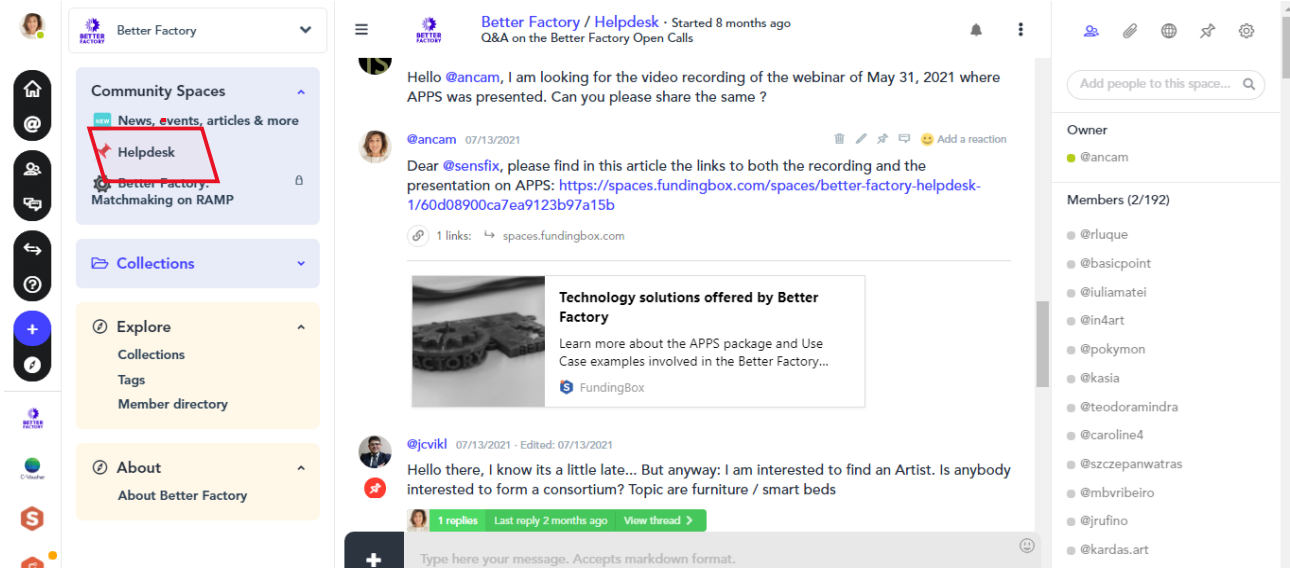 BETTER
FACTORY
Better Factory
Community Spaces
NEW
News, events, articles & more
Helpdesk
Better Factory:
Matchmaking on RAMP
Collections
Explore
Collections
Tags
Member directory
About
About Better Factory
BETTER
FACTORY
C-Voucher
BETTER
FACTORY
Better Factory / Helpdesk · Started 8 months ago
Q&A on the Better Factory Open Calls
Hello @ancam, I am looking for the video recording of the webinar of May 31, 2021 where
APPS was presented. Can you please share the same ?
@ancam 07/13/2021
Add a reaction
Dear @sensfix, please find in this article the links to both the recording and the
presentation on APPS: https://spaces.fundingbox.com/spaces/better-factory-helpdesk-
1/60d08900ca7ea9123b97a15b
1 links: spaces.fundingbox.com
Technology solutions offered by Better
Factory
Learn more about the APPS package and Use
Case examples involved in the Better Factory...
FundingBox
@jcvikl 07/13/2021 · Edited: 07/13/2021
Hello there, I know its a little late... But anyway: I am interested to find an Artist. Is anybody
interested to form a consortium? Topic are furniture / smart beds
1 replies Last reply 2 months ago View thread
Type here your message. Accepts markdown format.
Add people to this space...
Owner
@ancam
Members (2/192)
@rluque
@basicpoint
@iuliamatei
@in4art
@pokymon
@kasia
@teodoramindra
@caroline4
@szczepanwatras
@mbvribeiro
@jrufino
@kardas.art